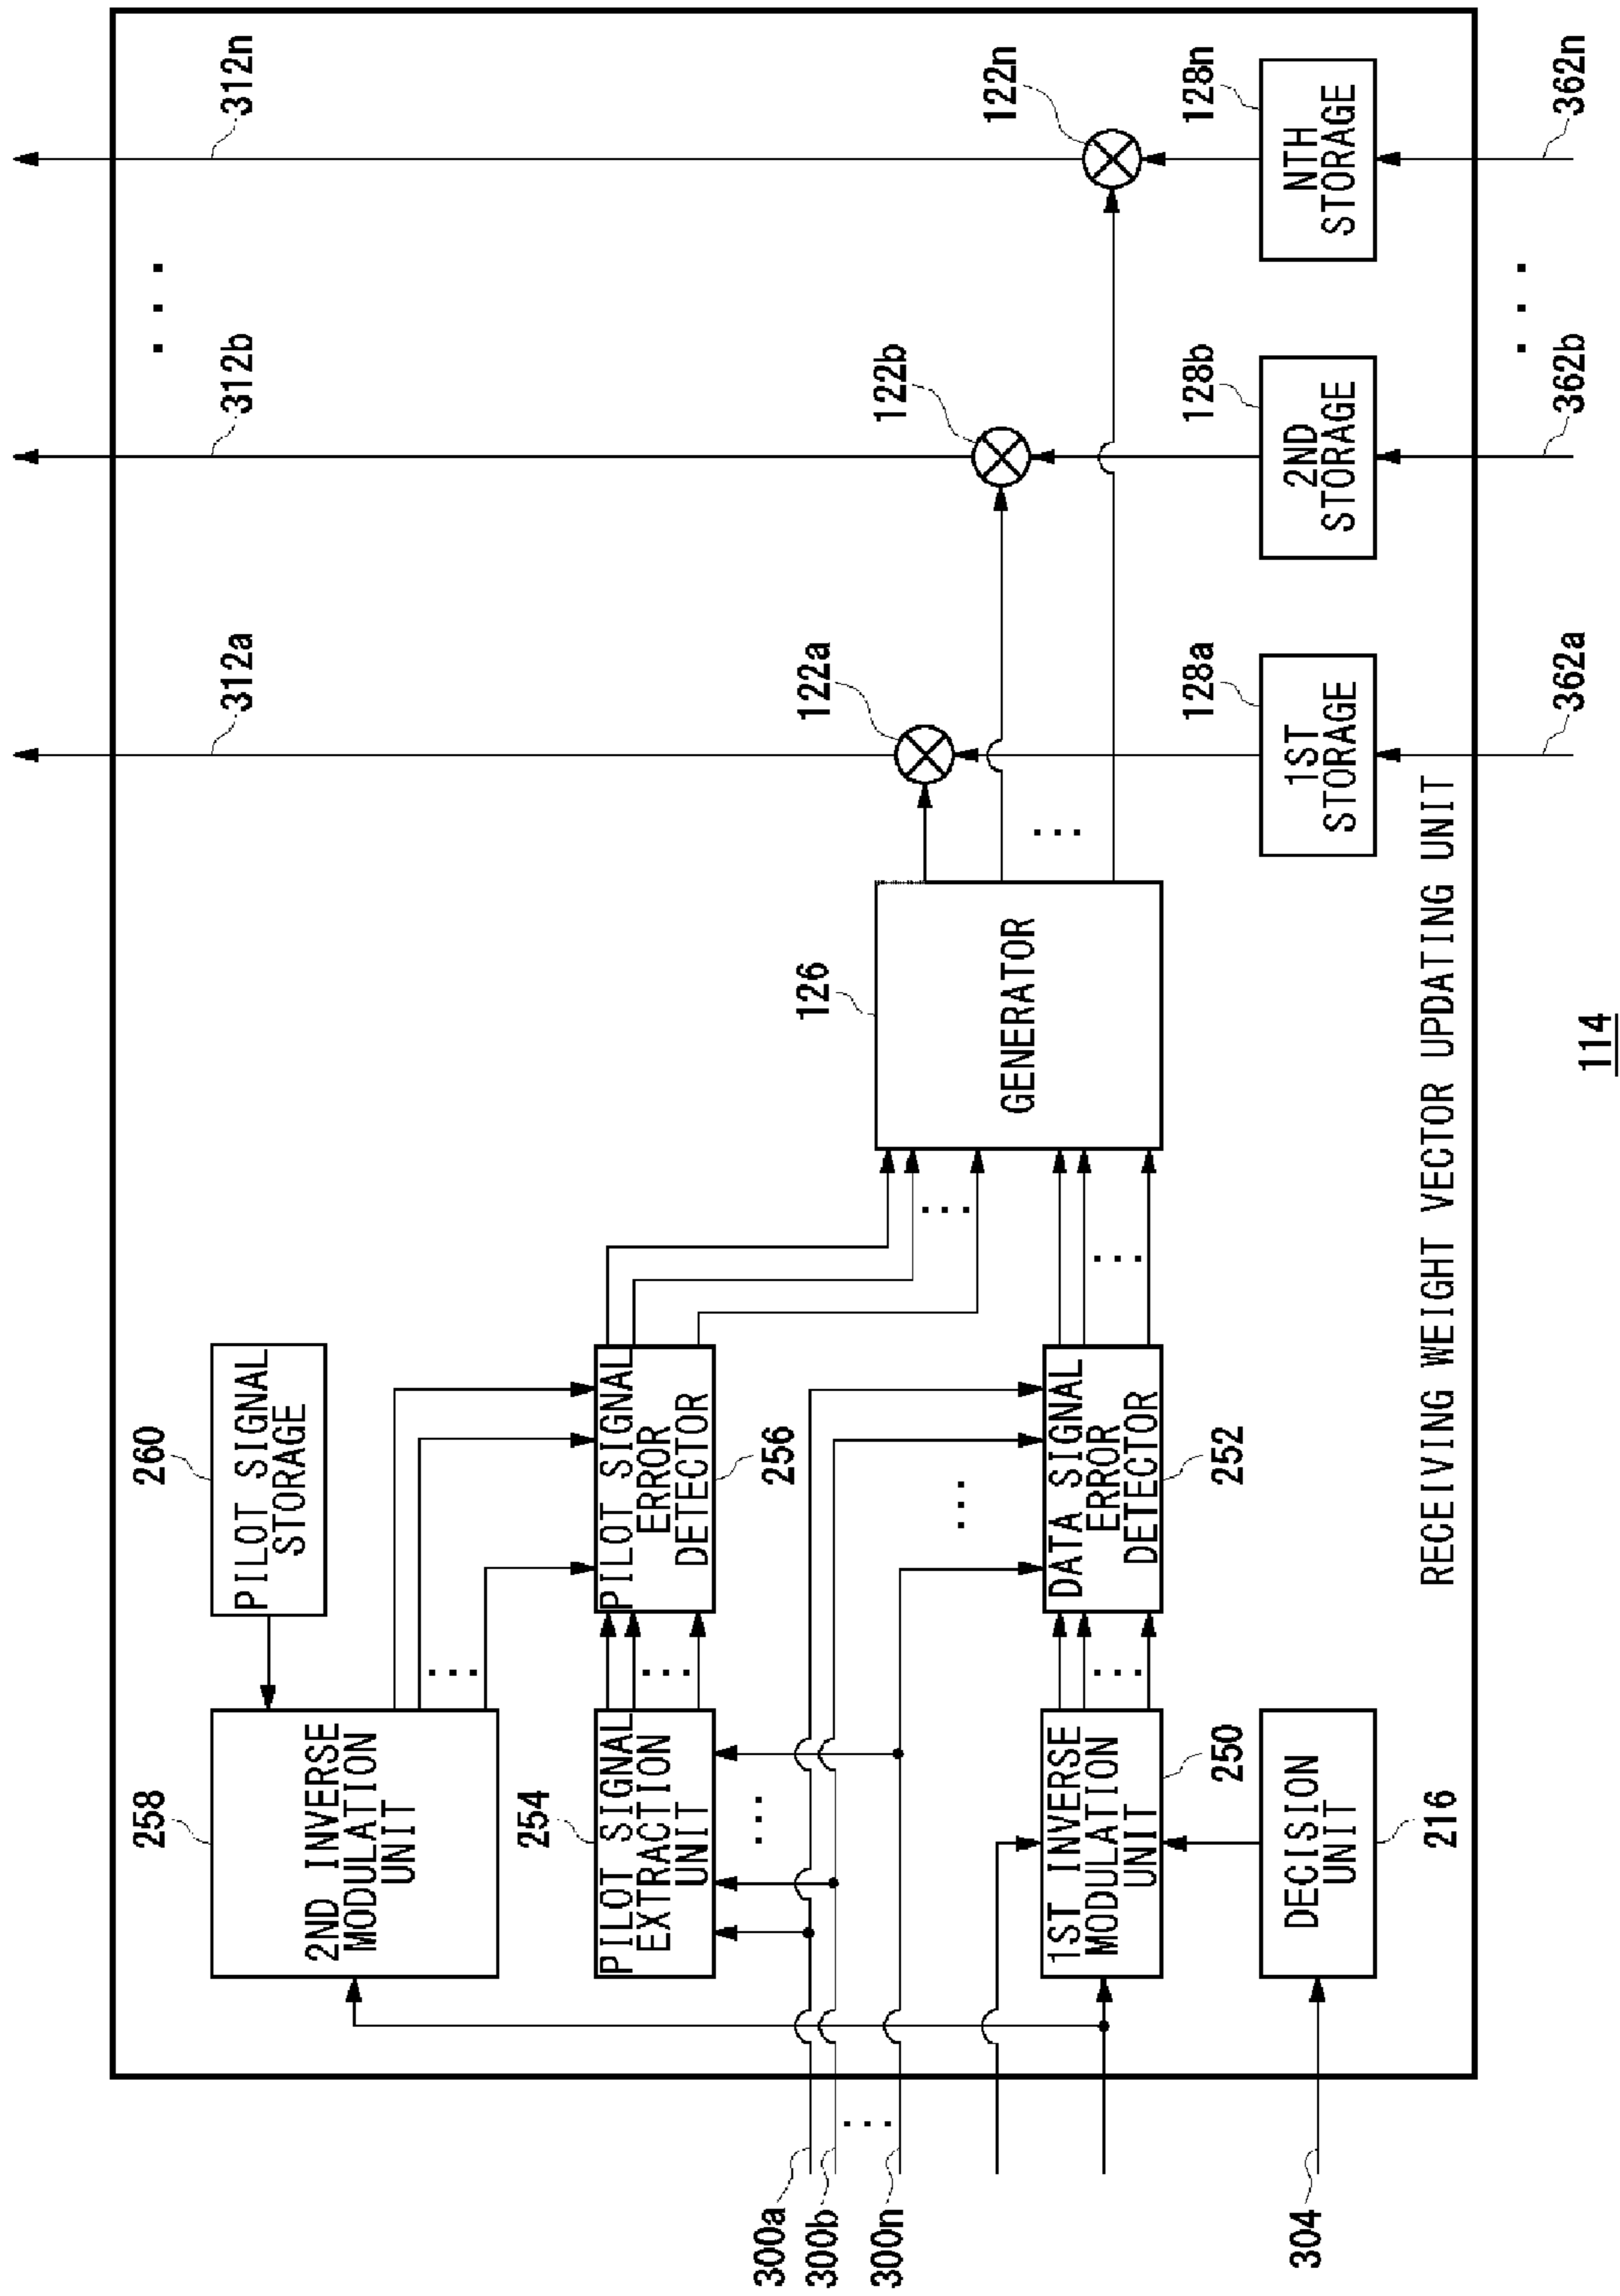 312a
312b
312n
260
PILOT SIGNAL
STORAGE
258
2ND INVERSE
MODULATION
UNIT
254
PILOT SIGNAL
EXTRACTION
UNIT
PILOT SIGNAL
ERROR
DETECTOR
256
126
GENERATOR
122a
122b
122n
300a
300b
300n
1ST INVERSE
MODULATION
UNIT
250
DATA SIGNAL
ERROR
DETECTOR
252
304
DECISION
UNIT
216
128a
1ST
STORAGE
128b
2ND
STORAGE
128n
NTH
STORAGE
RECEIVING WEIGHT VECTOR UPDATING UNIT
362a
362b
362n
114